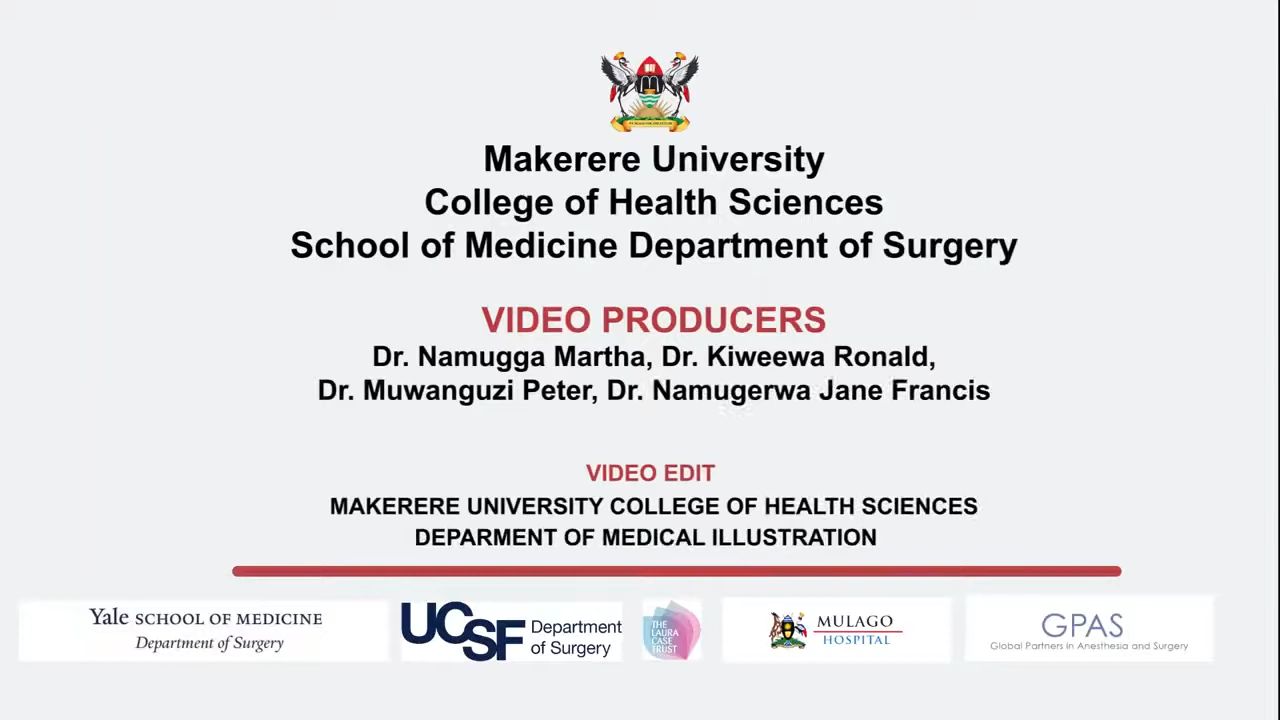 Makerere University
College of Health Sciences
School of Medicine Department of Surgery
VIDEO PRODUCERS
Dr. Namugga Martha, Dr. Kiweewa Ronald,
Dr. Muwanguzi Peter, Dr. Namugerwa Jane Francis
VIDEO EDIT
MAKERERE UNIVERSITY COLLEGE OF HEALTH SCIENCES
DEPARMENT OF MEDICAL ILLUSTRATION
Yale SCHOOL OF MEDICINE
Department of Surgery
UCSF Department
of Surgery
THE
LAURA
CASE
TRUST
MULAGO
HOSPITAL
GPAS
Global Partners in Anesthesia and Surgery